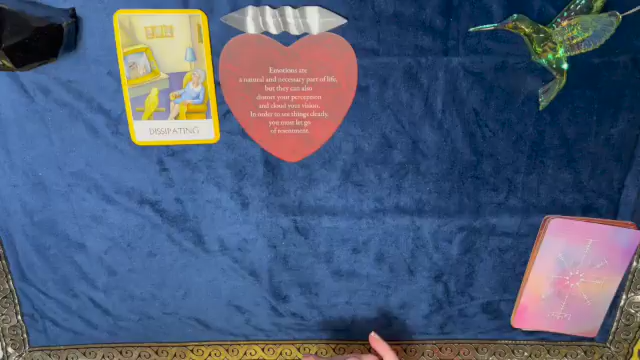 DISSIPATING
Emotions are
a natural and necessary part of life,
but they can also
distort your perception
and cloud your vision.
In order to see things clearly,
you must let go
of resentment.